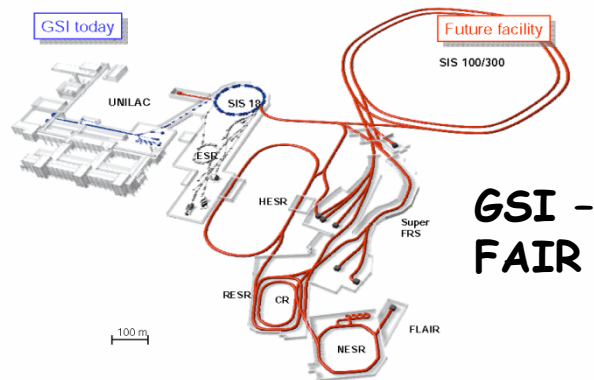 GSI today
Future facility
SIS 100/300
UNILAC
SIS 18
ESR
HESR
GSI -
FAIR
Super
FRS
RESR
CR
100 m
FLAIR
NESR